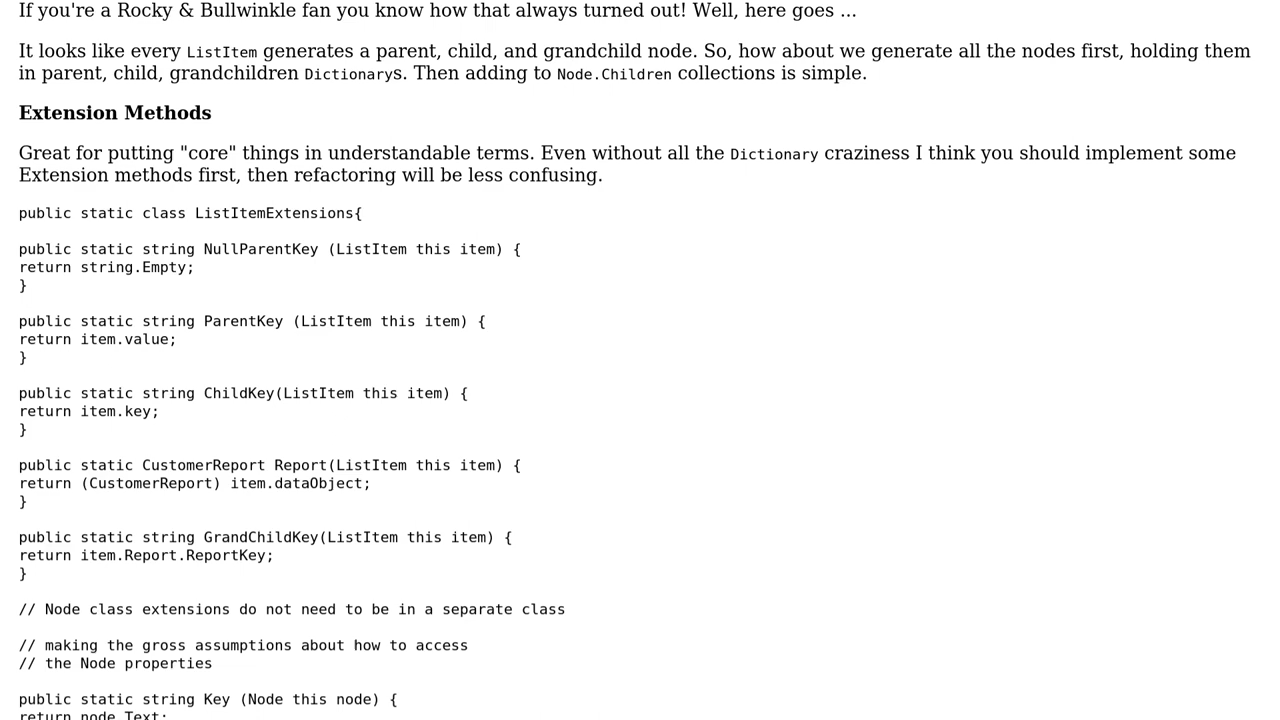 If you're a Rocky & Bullwinkle fan you know how that always turned out! Well, here goes ...
It looks like every ListItem generates a parent, child, and grandchild node. So, how about we generate all the nodes first, holding them
in parent, child, grandchildren Dictionarys. Then adding to Node.Children collections is simple.
Extension Methods
Great for putting "core" things in understandable terms. Even without all the Dictionary craziness I think you should implement some
Extension methods first, then refactoring will be less confusing.
public static class ListItemExtensions{
public static string NullParentKey (ListItem this item) {
return string.Empty;
}
public static string ParentKey (ListItem this item) {
return item.value;
}
public static string ChildKey(ListItem this item) {
return item.key;
}
public static CustomerReport Report(ListItem this item) {
return (CustomerReport) item.dataObject;
}
public static string GrandChildKey(ListItem this item) {
return item.Report.ReportKey;
}
// Node class extensions do not need to be in a separate class
// making the gross assumptions about how to access
// the Node properties
public static string Key (Node this node) {
return node.Text;